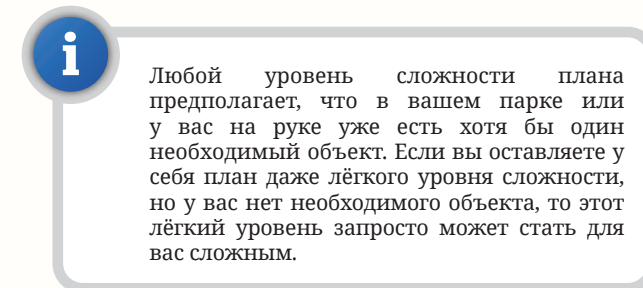 i
Любой уровень сложности плана
предполагает, что в вашем парке или
у вас на руке уже есть хотя бы один
необходимый объект. Если вы оставляете у
себя план даже лёгкого уровня сложности,
но у вас нет необходимого объекта, то этот
лёгкий уровень запросто может стать для
вас сложным.